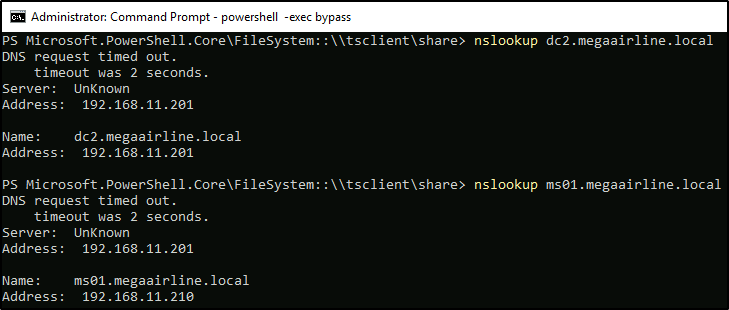 Administrator: Command Prompt - powershell  -exec bypass
PS Microsoft.PowerShell.Core\FileSystem::\\tsclient\share> nslookup dc2.megaairline.local
DNS request timed out.
    timeout was 2 seconds.
Server:  UnKnown
Address:  192.168.11.201

Name:    dc2.megaairline.local
Address:  192.168.11.201

PS Microsoft.PowerShell.Core\FileSystem::\\tsclient\share> nslookup ms01.megaairline.local
DNS request timed out.
    timeout was 2 seconds.
Server:  UnKnown
Address:  192.168.11.201

Name:    ms01.megaairline.local
Address:  192.168.11.210